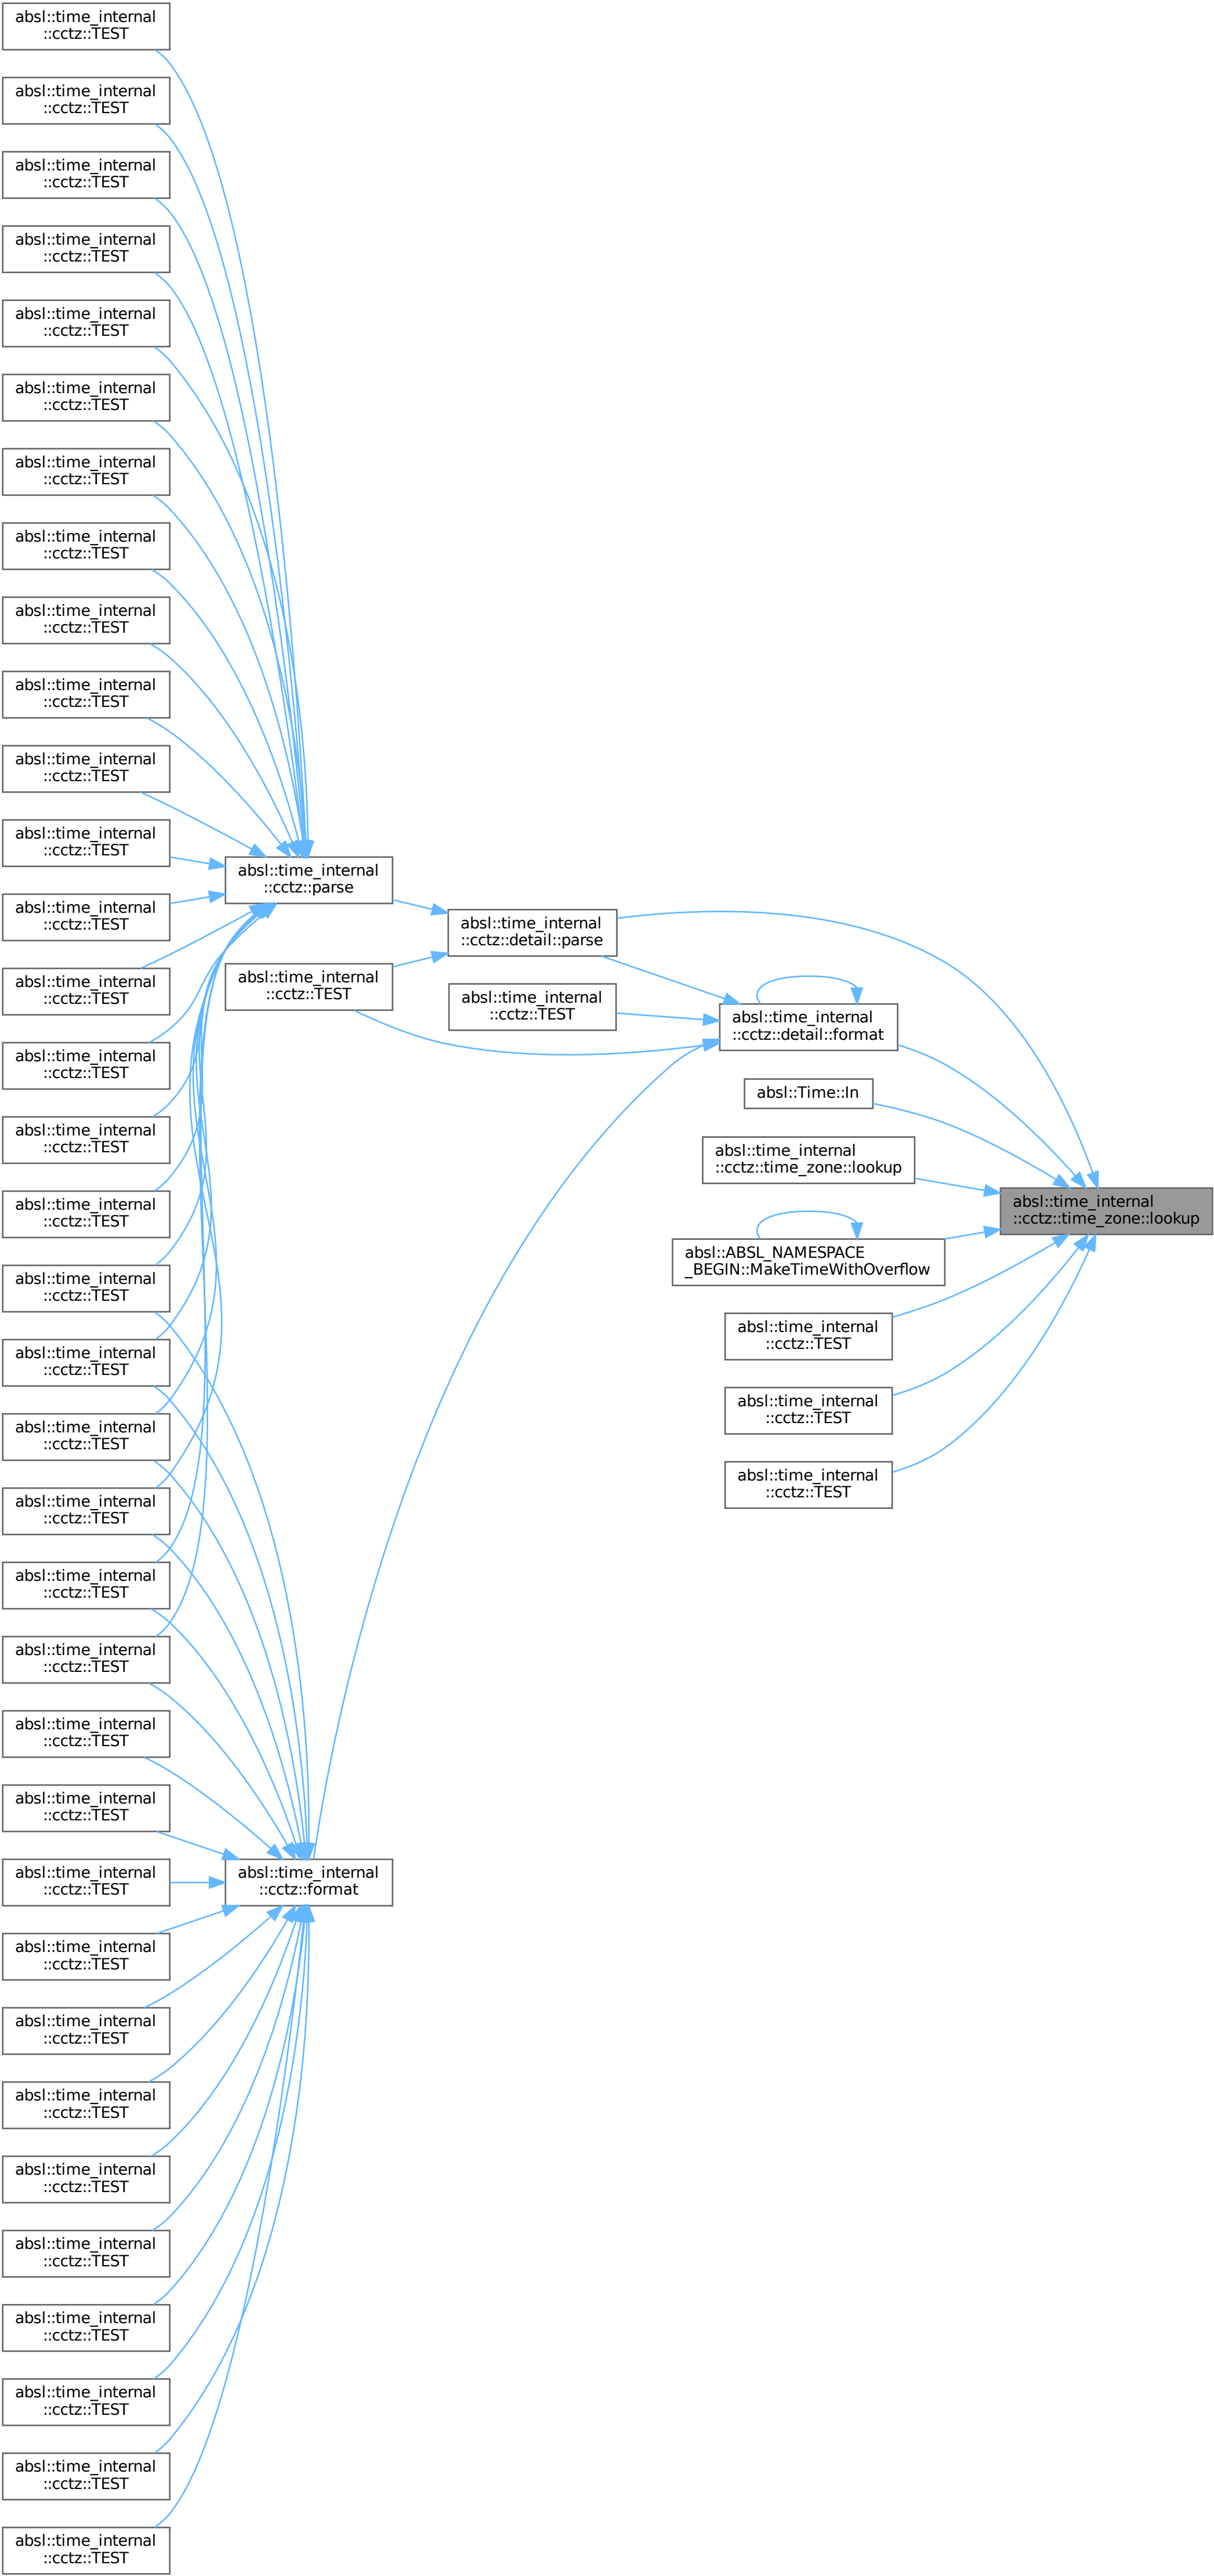 absl::time_internal
::cctz::TEST
absl::time_internal
::cctz::TEST
absl::time_internal
::cctz::TEST
absl::time_internal
::cctz::TEST
absl::time_internal
::cctz::TEST
absl::time_internal
::cctz::TEST
absl::time_internal
::cctz::TEST
absl::time_internal
::cctz::TEST
absl::time_internal
::cctz::TEST
absl::time_internal
::cctz::TEST
absl::time_internal
::cctz::TEST
absl::time_internal
::cctz::TEST
absl::time_internal
::cctz::TEST
absl::time_internal
::cctz::TEST
absl::time_internal
::cctz::TEST
absl::time_internal
::cctz::TEST
absl::time_internal
::cctz::TEST
absl::time_internal
::cctz::TEST
absl::time_internal
::cctz::TEST
absl::time_internal
::cctz::TEST
absl::time_internal
::cctz::TEST
absl::time_internal
::cctz::TEST
absl::time_internal
::cctz::TEST
absl::time_internal
::cctz::TEST
absl::time_internal
::cctz::TEST
absl::time_internal
::cctz::TEST
absl::time_internal
::cctz::TEST
absl::time_internal
::cctz::TEST
absl::time_internal
::cctz::TEST
absl::time_internal
::cctz::TEST
absl::time_internal
::cctz::TEST
absl::time_internal
::cctz::TEST
absl::time_internal
::cctz::TEST
absl::time_internal
::cctz::TEST
absl::time_internal
::cctz::TEST
absl::time_internal
::cctz::parse
absl::time_internal
::cctz::TEST
absl::time_internal
::cctz::format
absl::time_internal
::cctz::detail::parse
absl::time_internal
::cctz::TEST
absl::time_internal
::cctz::detail::format
absl::Time::In
absl::time_internal
::cctz::time_zone::lookup
absl::ABSL_NAMESPACE
_BEGIN::MakeTimeWithOverflow
absl::time_internal
::cctz::TEST
absl::time_internal
::cctz::TEST
absl::time_internal
::cctz::TEST
absl::time_internal
::cctz::time_zone::lookup